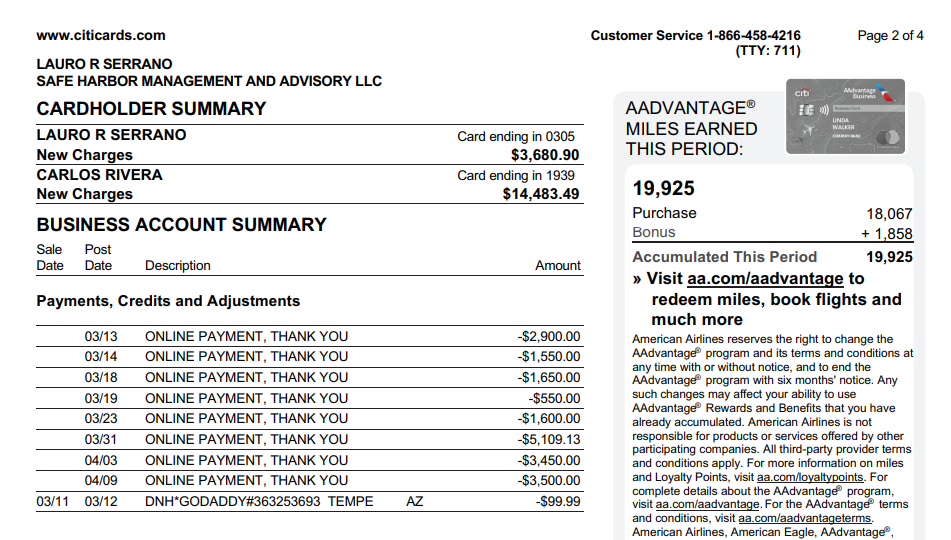 www.citicards.com
Customer Service 1-866-458-4216
(TTY: 711)
Page 2 of 4
LAURO R SERRANO
SAFE HARBOR MANAGEMENT AND ADVISORY LLC
CARDHOLDER SUMMARY
LAURO R SERRANO Card ending in 0305
New Charges $3,680.90
CARLOS RIVERA Card ending in 1939
New Charges $14,483.49
BUSINESS ACCOUNT SUMMARY
Sale Post
Date Date Description Amount
Payments, Credits and Adjustments
03/13 ONLINE PAYMENT, THANK YOU -$2,900.00
03/14 ONLINE PAYMENT, THANK YOU -$1,550.00
03/18 ONLINE PAYMENT, THANK YOU -$1,650.00
03/19 ONLINE PAYMENT, THANK YOU -$550.00
03/23 ONLINE PAYMENT, THANK YOU -$1,600.00
03/31 ONLINE PAYMENT, THANK YOU -$5,109.13
04/03 ONLINE PAYMENT, THANK YOU -$3,450.00
04/09 ONLINE PAYMENT, THANK YOU -$3,500.00
03/11 03/12 DNH*GODADDY#363253693 TEMPE AZ -$99.99
AADVANTAGE®
MILES EARNED
THIS PERIOD:
citi
AAdvantage
Business
Business Card
LINDA
WALKER
19,925
Purchase 18,067
Bonus + 1,858
Accumulated This Period 19,925
» Visit aa.com/aadvantage to
redeem miles, book flights and
much more
American Airlines reserves the right to change the
AAdvantage® program and its terms and conditions at
any time with or without notice, and to end the
AAdvantage® program with six months' notice. Any
such changes may affect your ability to use
AAdvantage® Rewards and Benefits that you have
already accumulated. American Airlines is not
responsible for products or services offered by other
participating companies. All third-party provider terms
and conditions apply. For more information on miles
and Loyalty Points, visit aa.com/loyaltypoints. For
complete details about the AAdvantage® program,
visit aa.com/aadvantage. For the AAdvantage® terms
and conditions, visit aa.com/aadvantageterms.
American Airlines, American Eagle, AAdvantage®,